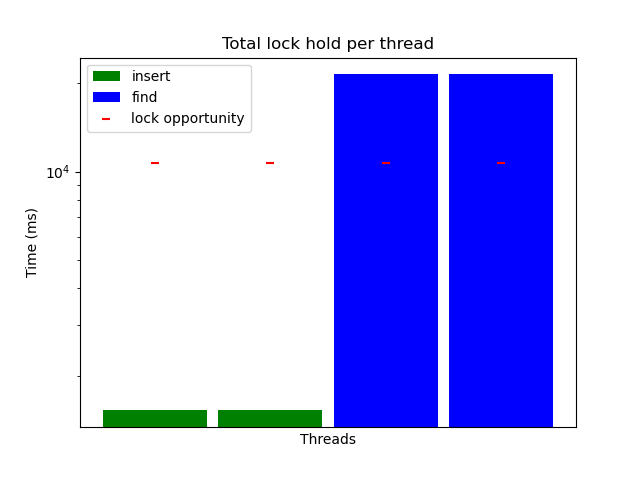 Total lock hold per thread
insert
find
lock opportunity
10⁴
Time (ms)
Threads